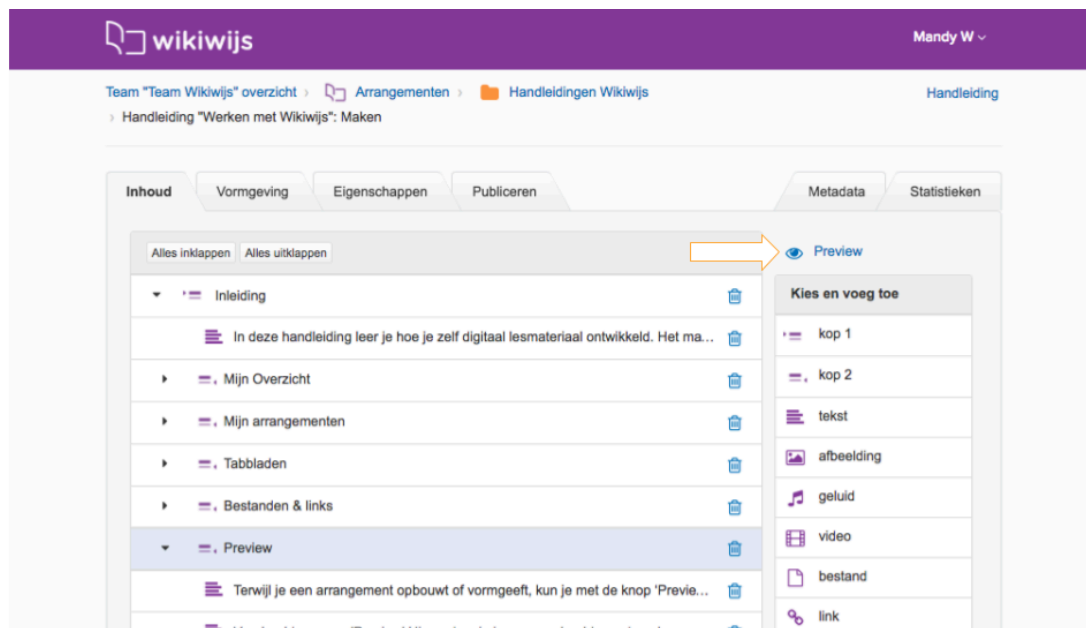 wikiwijs
Mandy W
Team "Team Wikiwijs" overzicht › Arrangementen › Handleidingen Wikiwijs
Handleiding
› Handleiding "Werken met Wikiwijs": Maken
Inhoud
Vormgeving
Eigenschappen
Publiceren
Metadata
Statistieken
Alles inklappen
Alles uitklappen
Preview
Inleiding
In deze handleiding leer je hoe je zelf digitaal lesmateriaal ontwikkeld. Het ma...
Mijn Overzicht
Mijn arrangementen
Tabbladen
Bestanden & links
Preview
Terwijl je een arrangement opbouwt of vormgeeft, kun je met de knop 'Previe...
Kies en voeg toe
kop 1
kop 2
tekst
afbeelding
geluid
video
bestand
link